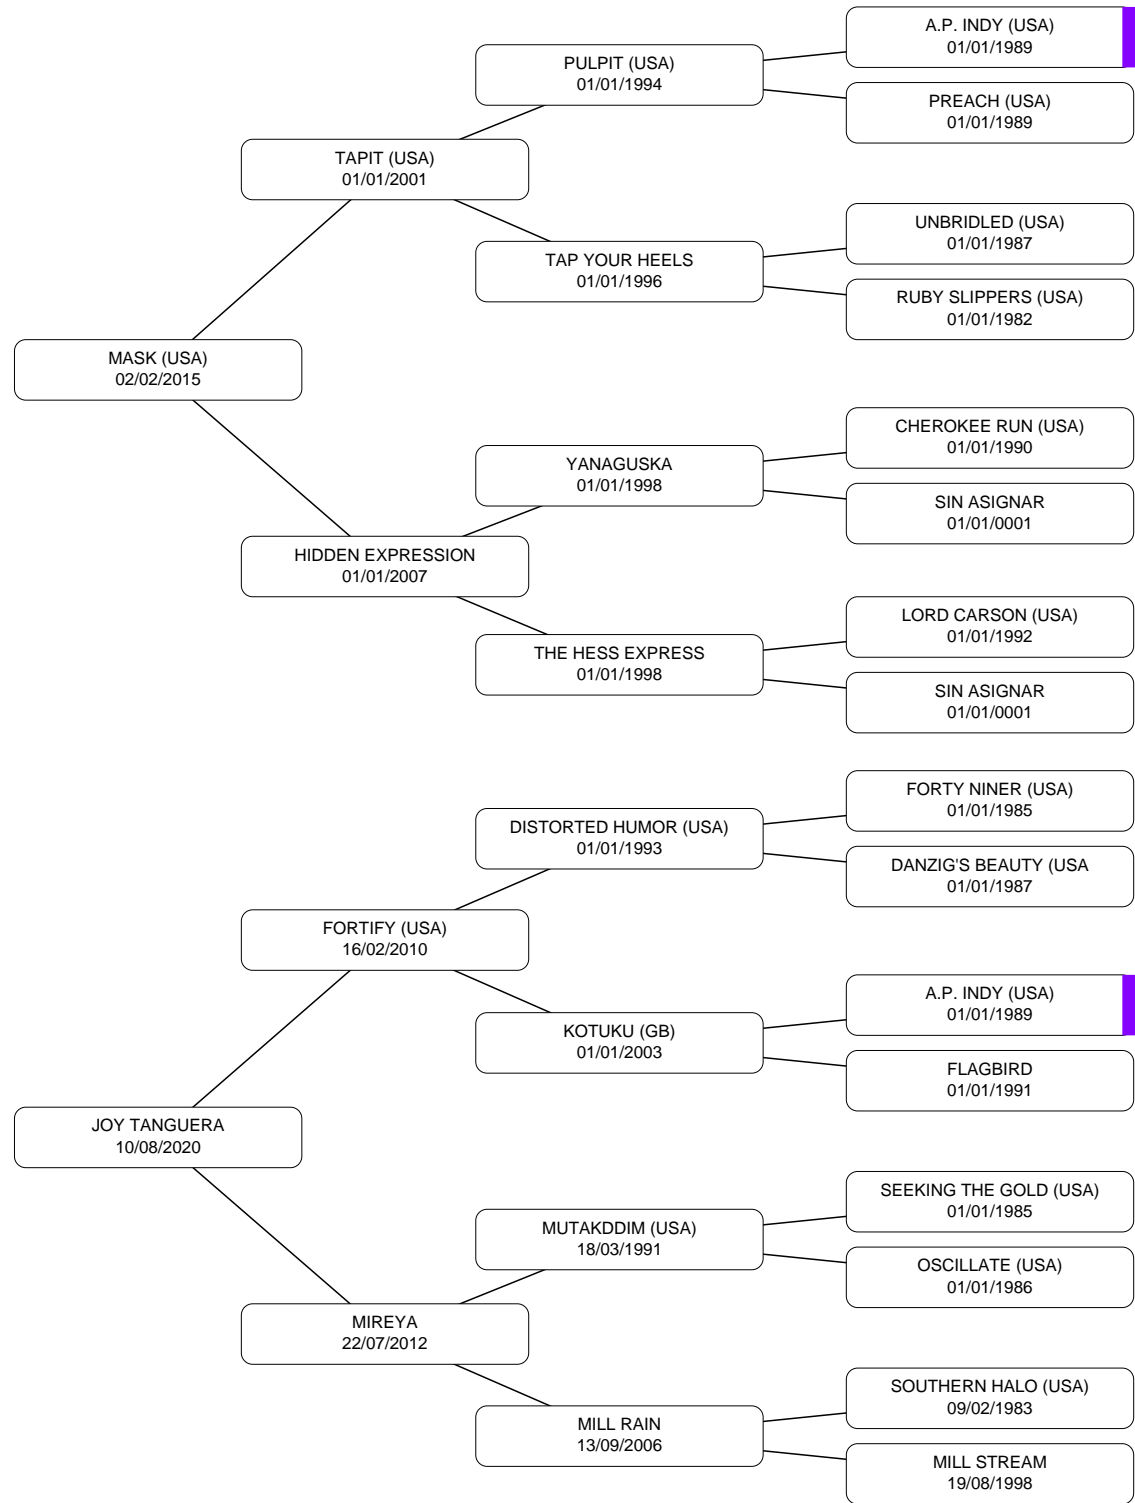 A.P. INDY (USA)
01/01/1989
PULPIT (USA)
01/01/1994
PREACH (USA)
01/01/1989
TAPIT (USA)
01/01/2001
UNBRIDLED (USA)
01/01/1987
TAP YOUR HEELS
01/01/1996
RUBY SLIPPERS (USA)
01/01/1982
MASK (USA)
02/02/2015
CHEROKEE RUN (USA)
01/01/1990
YANAGUSKA
01/01/1998
SIN ASIGNAR
01/01/0001
HIDDEN EXPRESSION
01/01/2007
LORD CARSON (USA)
01/01/1992
THE HESS EXPRESS
01/01/1998
SIN ASIGNAR
01/01/0001
FORTY NINER (USA)
01/01/1985
DISTORTED HUMOR (USA)
01/01/1993
DANZIG'S BEAUTY (USA
01/01/1987
FORTIFY (USA)
16/02/2010
A.P. INDY (USA)
01/01/1989
KOTUKU (GB)
01/01/2003
FLAGBIRD
01/01/1991
JOY TANGUERA
10/08/2020
SEEKING THE GOLD (USA)
01/01/1985
MUTAKDDIM (USA)
18/03/1991
OSCILLATE (USA)
01/01/1986
MIREYA
22/07/2012
SOUTHERN HALO (USA)
09/02/1983
MILL RAIN
13/09/2006
MILL STREAM
19/08/1998